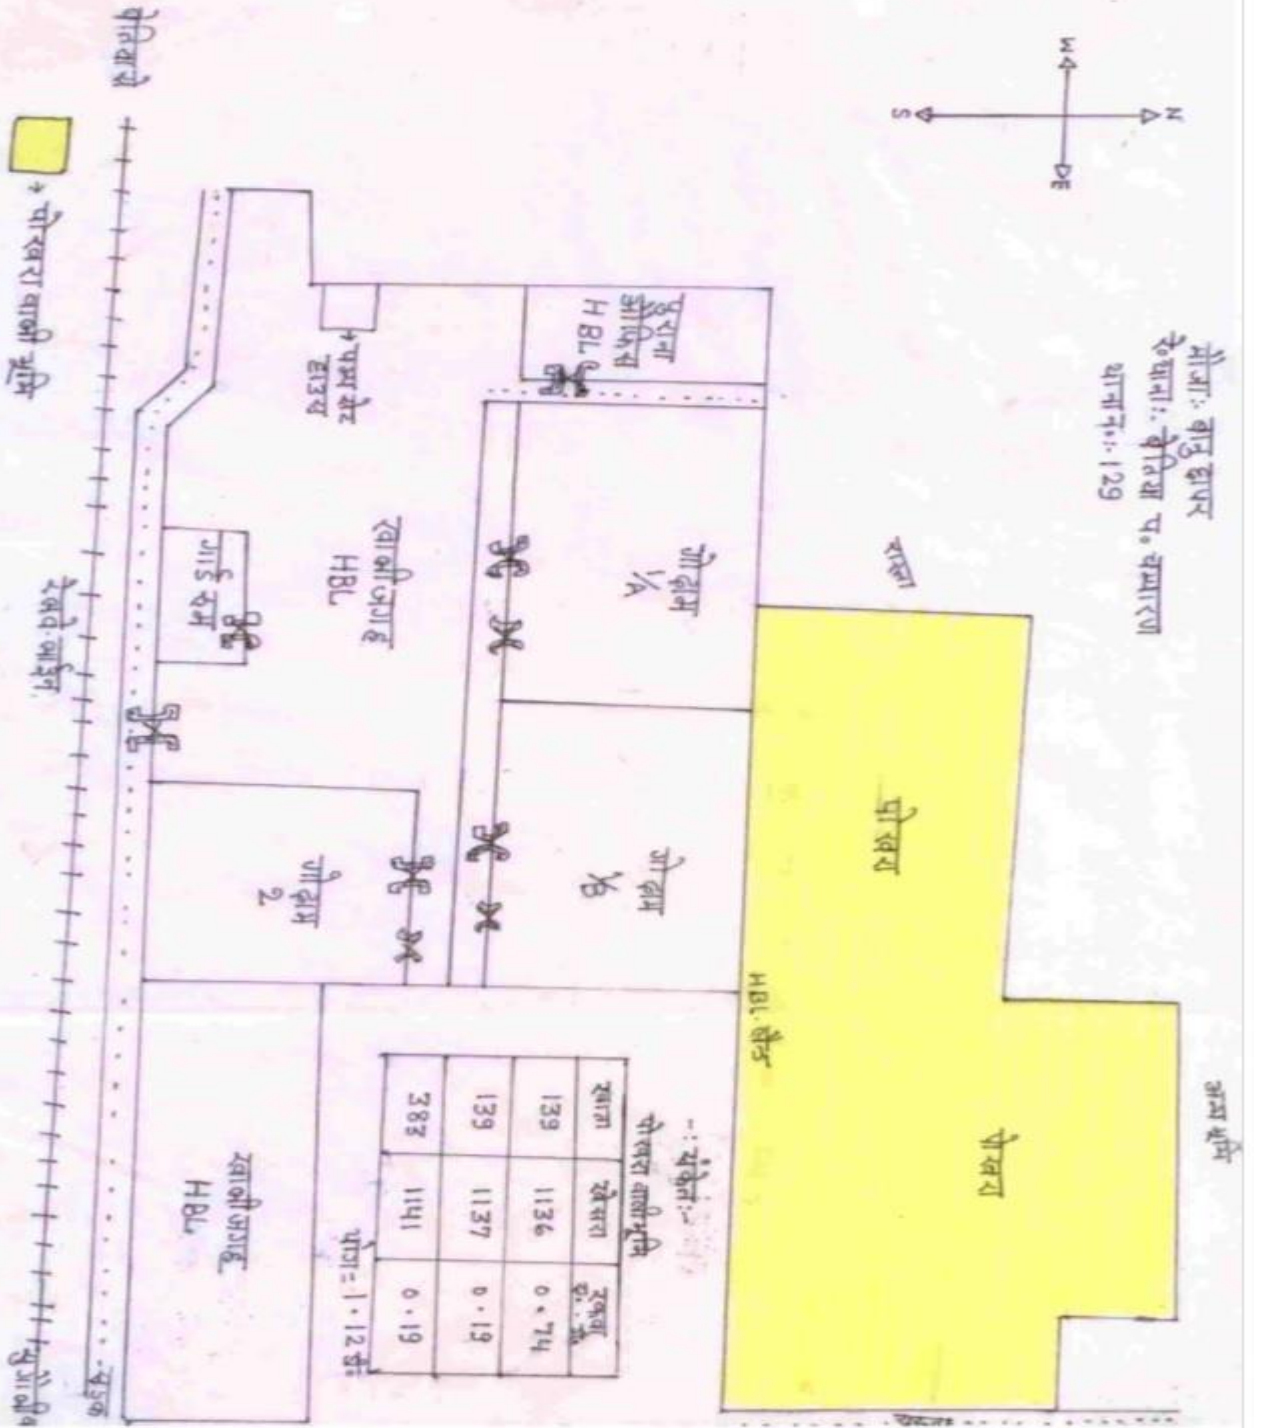 मौजा:- बानुछापर
रे॰थाना:- बेतिया प॰ चम्पारण
थाना नं॰:- 129
N
S
W
E
रास्ता
अन्य भूमि
पोखरा
पोखरा
HBL लैण्ड
पुराना
ऑफिस
HBL
गोदाम
1/A
गोदाम
1/B
पम्प सेट
हाउस
खाली जगह
HBL
गार्ड रूम
गोदाम
2
-: संकेत:-
पोखरा वाली भूमि
खाता खेसरा रकबा ए॰ डी॰
139 1136 0.74
139 1137 0.19
383 1141 0.19
योग = 1.12 डी॰
खाली जगह
HBL
सड़क
रेलवे लाईन
→ पोखरा वाली भूमि